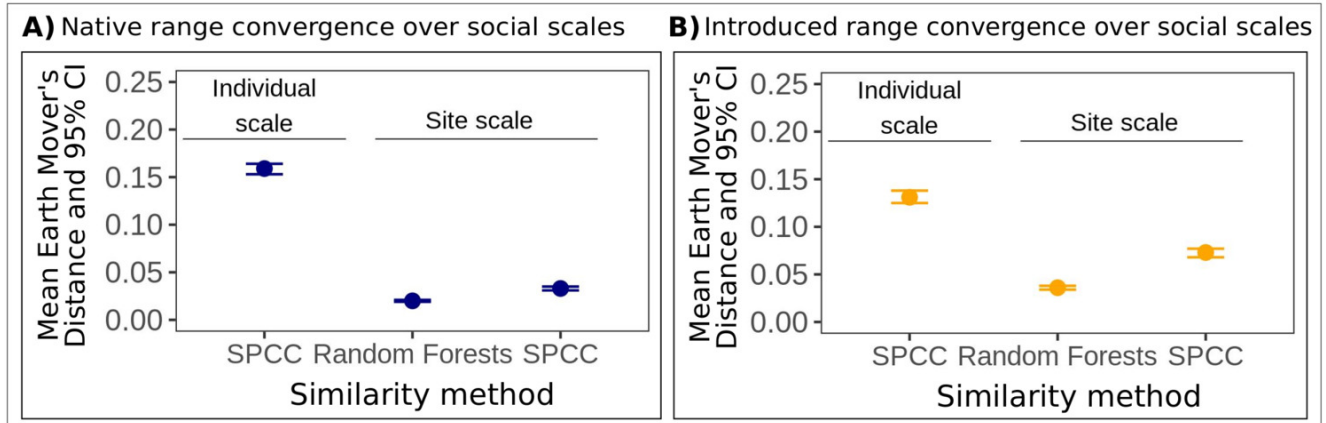 A) Native range convergence over social scales
Mean Earth Mover's
Distance and 95% CI
0.25
0.20
0.15
0.10
0.05
0.00
Individual
scale
Site scale
SPCC Random Forests SPCC
Similarity method
B) Introduced range convergence over social scales
Mean Earth Mover's
Distance and 95% CI
0.25
0.20
0.15
0.10
0.05
0.00
Individual
scale
Site scale
SPCC Random Forests SPCC
Similarity method